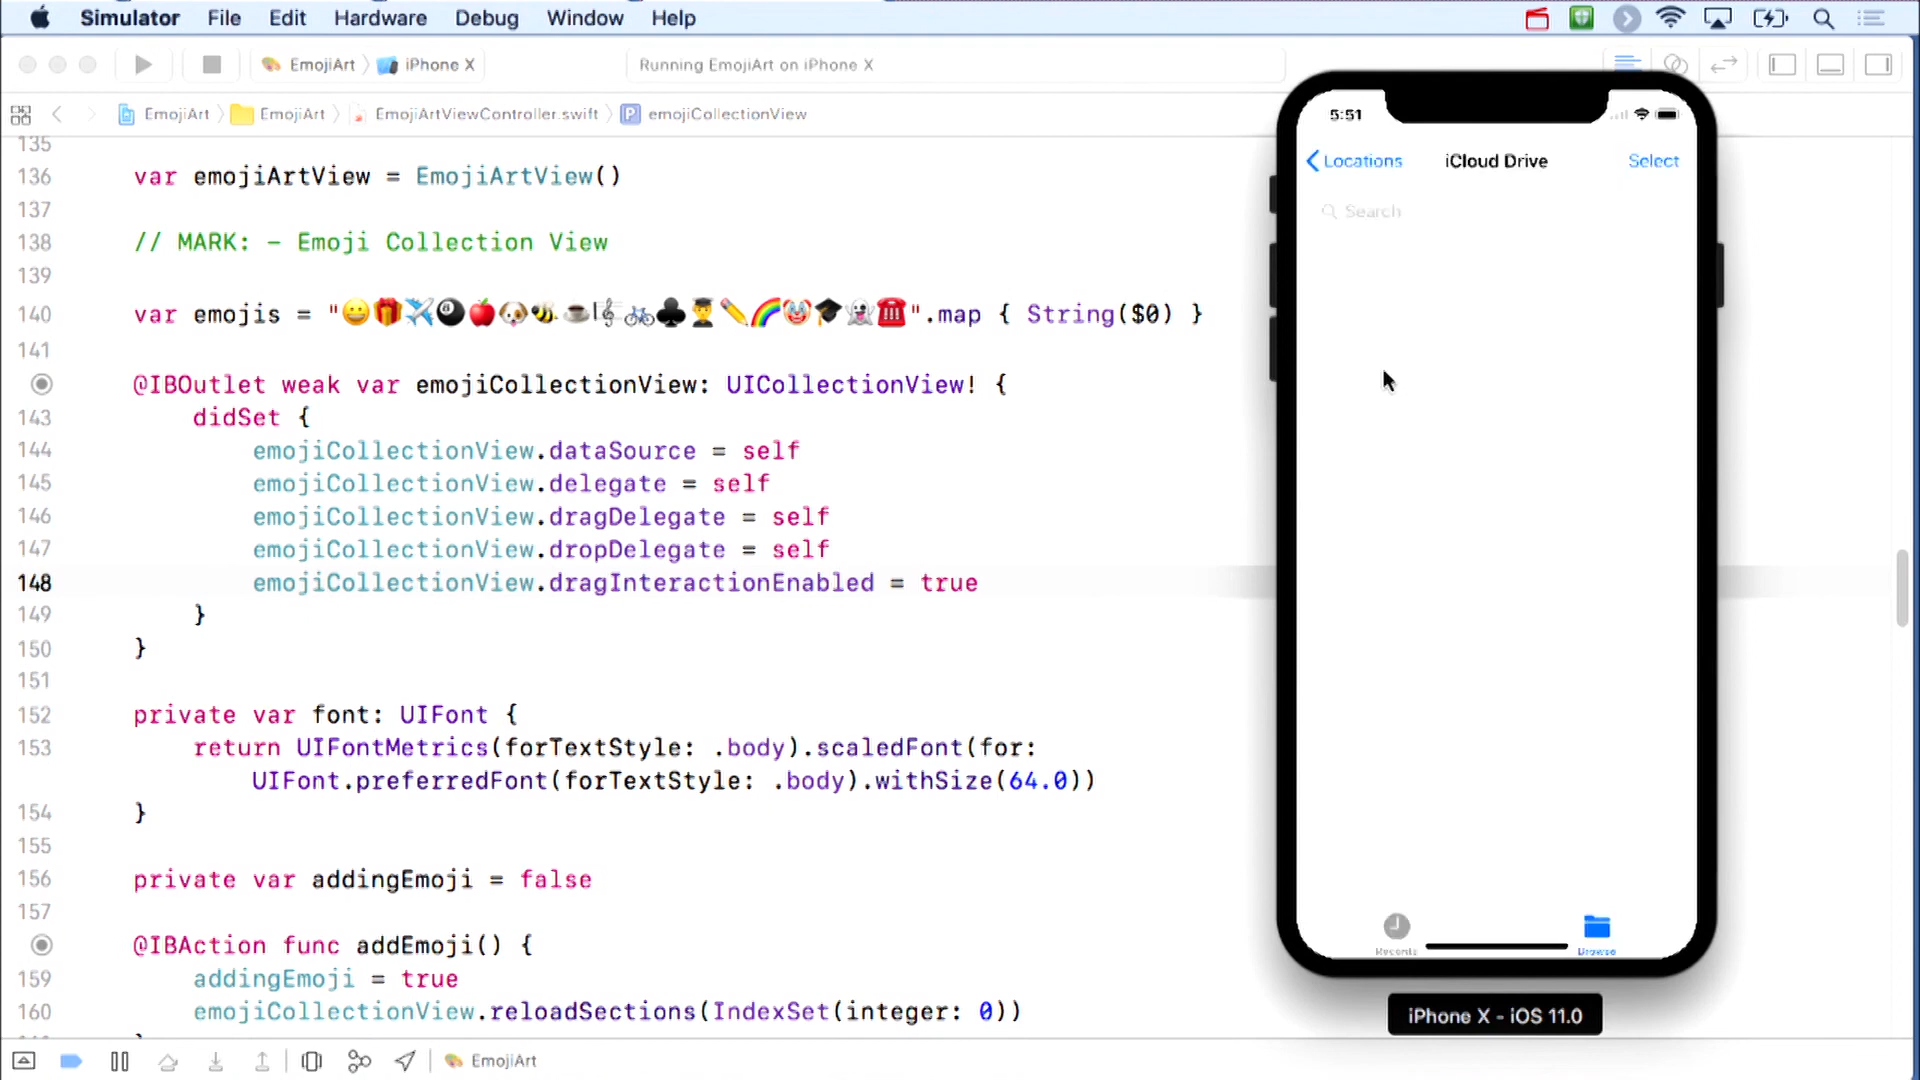 Simulator File Edit Hardware Debug Window Help
EmojiArt iPhone X
Running EmojiArt on iPhone X
EmojiArt EmojiArt EmojiArtViewController.swift emojiCollectionView
135
136 var emojiArtView = EmojiArtView()
137
138 // MARK: - Emoji Collection View
139
140 var emojis = "😀🎁✈️🎱🍎🐶🐝☕️🎼🚲♣️👨‍🎓✏️🌈🤡🎓👻☎️".map { String($0) }
141
@IBOutlet weak var emojiCollectionView: UICollectionView! {
143 didSet {
144 emojiCollectionView.dataSource = self
145 emojiCollectionView.delegate = self
146 emojiCollectionView.dragDelegate = self
147 emojiCollectionView.dropDelegate = self
148 emojiCollectionView.dragInteractionEnabled = true
149 }
150 }
151
152 private var font: UIFont {
153 return UIFontMetrics(forTextStyle: .body).scaledFont(for:
UIFont.preferredFont(forTextStyle: .body).withSize(64.0))
154 }
155
156 private var addingEmoji = false
157
@IBAction func addEmoji() {
159 addingEmoji = true
160 emojiCollectionView.reloadSections(IndexSet(integer: 0))
EmojiArt
5:51
Locations iCloud Drive Select
Search
Recents Browse
iPhone X - iOS 11.0